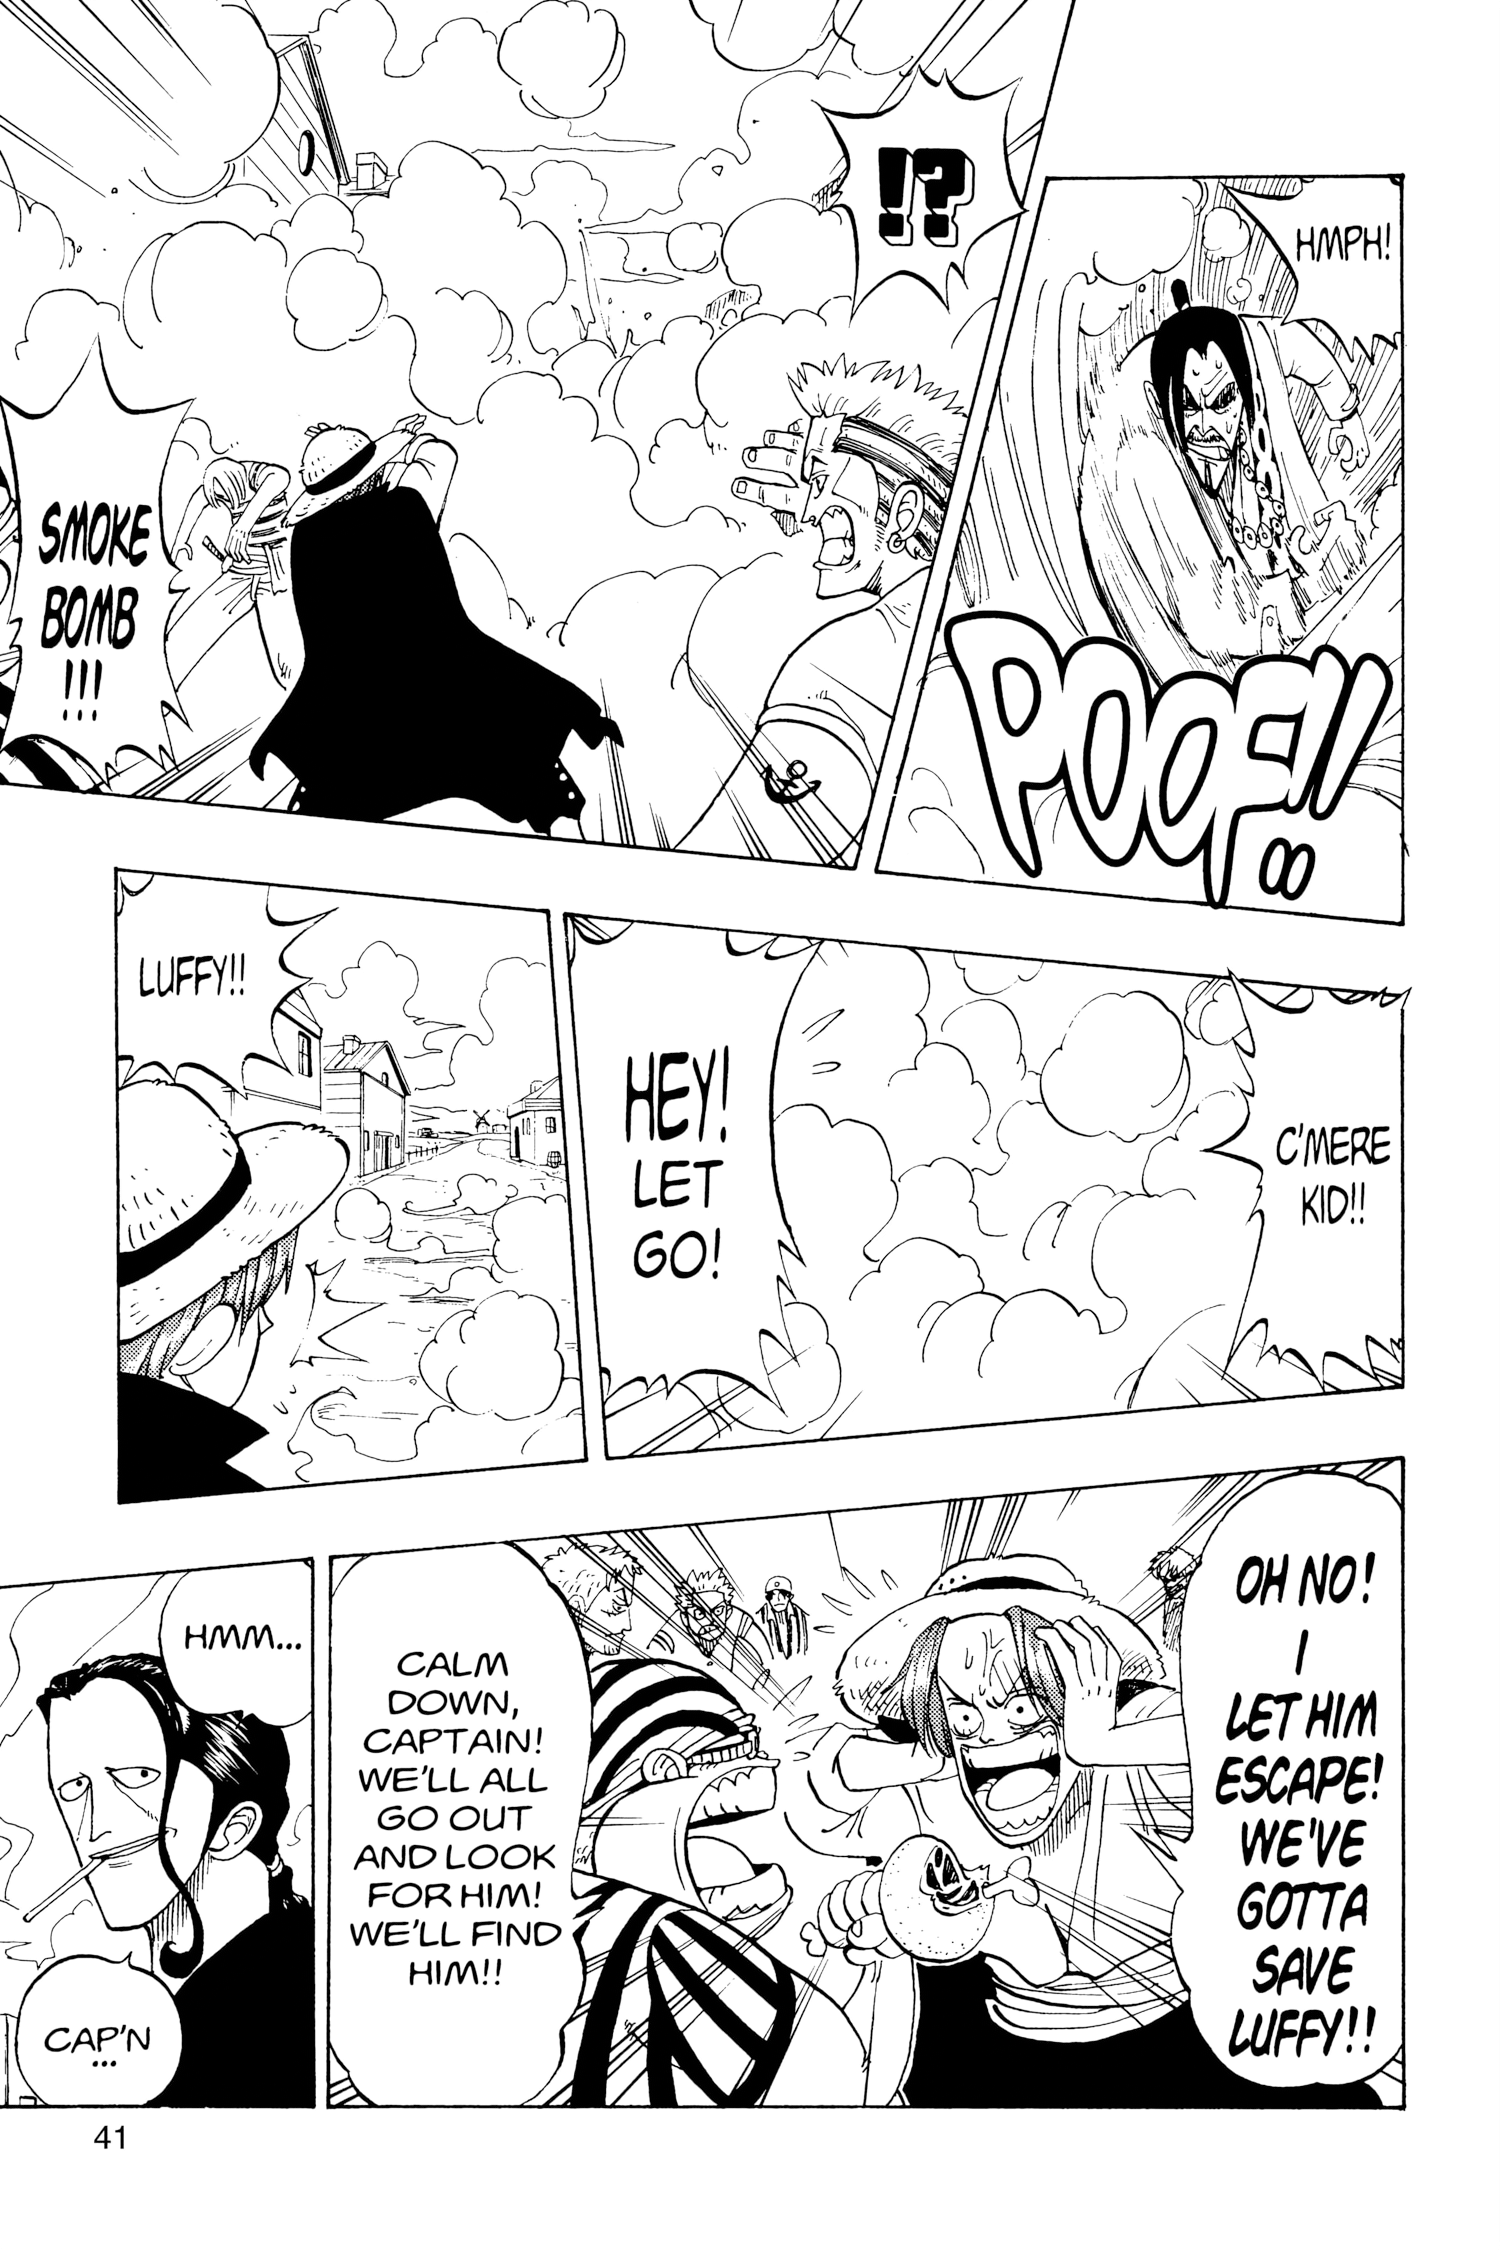 HMPH!
POOF!!
!?
SMOKE
BOMB
!!!
C'MERE
KID!!
HEY!
LET
GO!
LUFFY!!
OH NO!
I
LET HIM
ESCAPE!
WE'VE
GOTTA
SAVE
LUFFY!!
CALM
DOWN,
CAPTAIN!
WE'LL ALL
GO OUT
AND LOOK
FOR HIM!
WE'LL FIND
HIM!!
HMM...
CAP'N
...
41